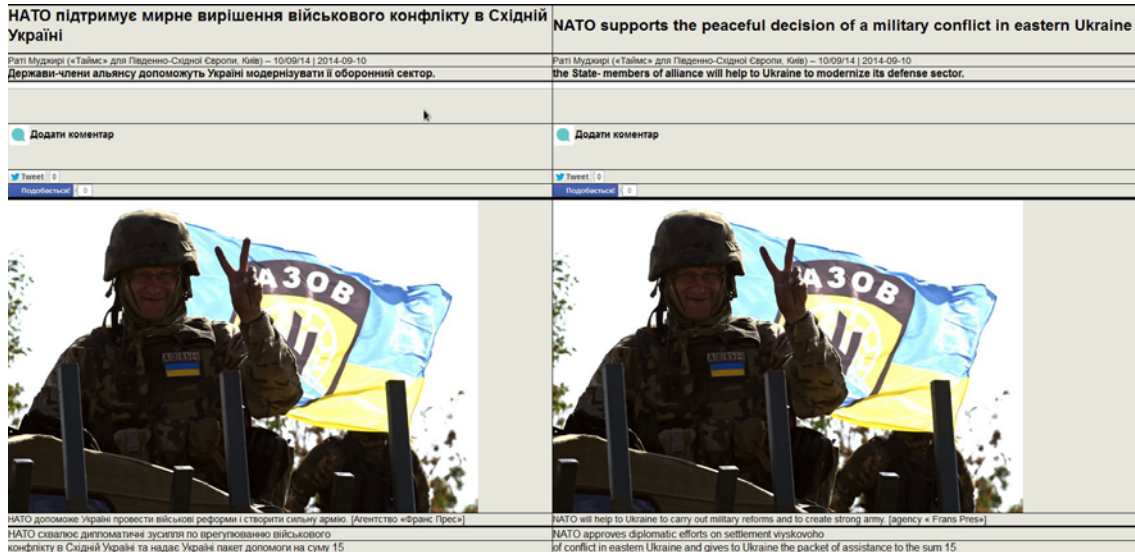 НАТО підтримує мирне вирішення військового конфлікту в Східній
Україні
Раті Муджирі («Таймс» для Південно-Східної Європи, Київ) – 10/09/14 | 2014-09-10
Держави-члени альянсу допоможуть Україні модернізувати її оборонний сектор.
Додати коментар
Tweet 0
Подобається! 0
АЗОВ
НАТО допоможе Україні провести військові реформи і створити сильну армію. [Агентство «Франс Прес»]
НАТО схвалює дипломатичні зусилля по врегулюванню військового
конфлікту в Східній Україні та надає Україні пакет допомоги на суму 15
NATO supports the peaceful decision of a military conflict in eastern Ukraine
Раті Муджирі («Таймс» для Південно-Східної Європи, Київ) – 10/09/14 | 2014-09-10
the State- members of alliance will help to Ukraine to modernize its defense sector.
Додати коментар
Tweet 0
Подобається! 0
АЗОВ
NATO will help to Ukraine to carry out military reforms and to create strong army. [agency « Frans Pres»]
NATO approves diplomatic efforts on settlement viyskovoho
of conflict in eastern Ukraine and gives to Ukraine the packet of assistance to the sum 15